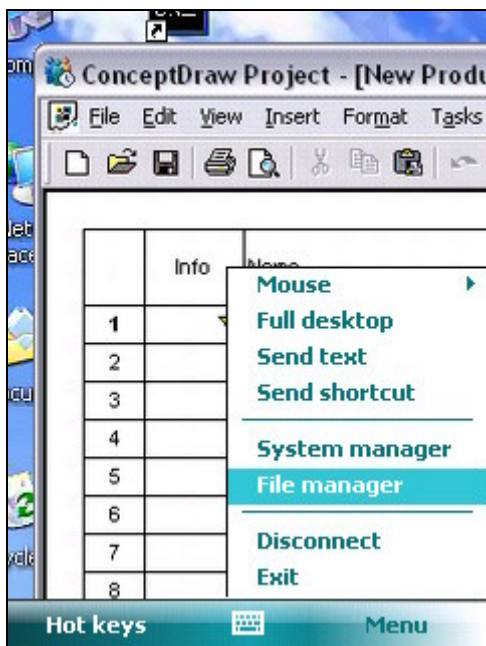 ConceptDraw Project - [New Produ
File Edit View Insert Format Tasks
Info
1
2
3
4
5
6
7
8
Mouse
Full desktop
Send text
Send shortcut
System manager
File manager
Disconnect
Exit
Hot keys Menu